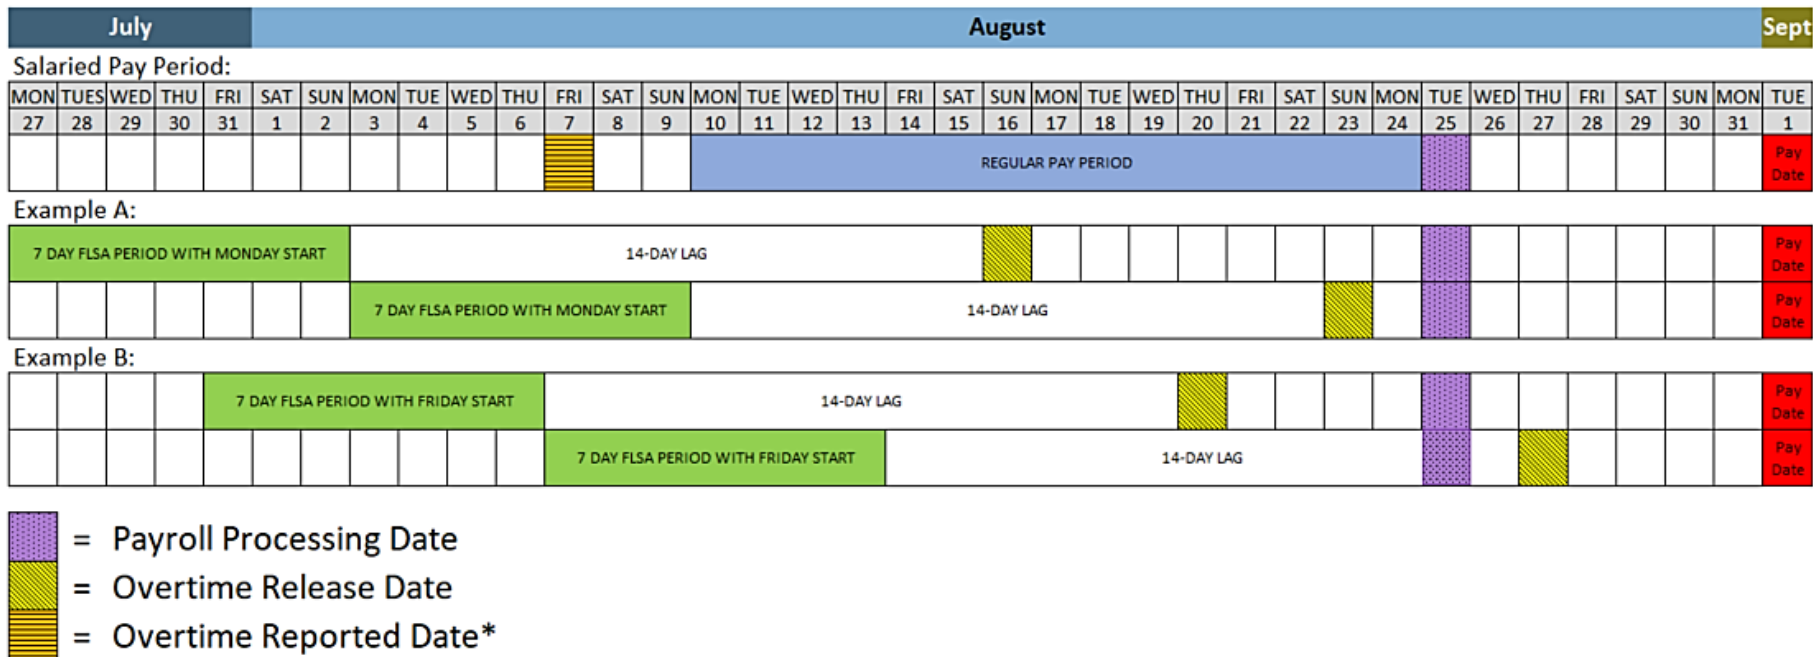 July August Sept
Salaried Pay Period:
MON TUES WED THU FRI SAT SUN MON TUE WED THU FRI SAT SUN MON TUE WED THU FRI SAT SUN MON TUE WED THU FRI SAT SUN MON TUE WED THU FRI SAT SUN MON TUE
27 28 29 30 31 1 2 3 4 5 6 7 8 9 10 11 12 13 14 15 16 17 18 19 20 21 22 23 24 25 26 27 28 29 30 31 1
REGULAR PAY PERIOD Pay
Date
Example A:
7 DAY FLSA PERIOD WITH MONDAY START 14-DAY LAG Pay
Date
7 DAY FLSA PERIOD WITH MONDAY START 14-DAY LAG Pay
Date
Example B:
7 DAY FLSA PERIOD WITH FRIDAY START 14-DAY LAG Pay
Date
7 DAY FLSA PERIOD WITH FRIDAY START 14-DAY LAG Pay
Date
= Payroll Processing Date
= Overtime Release Date
= Overtime Reported Date*